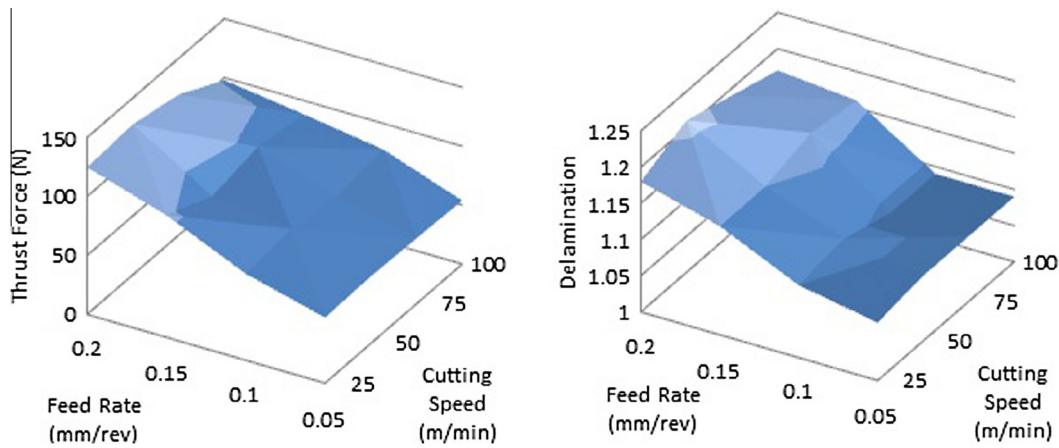 Thrust Force (N)
150
100
50
0
0.2
0.15
0.1
0.05
Feed Rate
(mm/rev)
25
50
75
100
Cutting
Speed
(m/min)
Delamination
1.25
1.2
1.15
1.1
1.05
1
0.2
0.15
0.1
0.05
Feed Rate
(mm/rev)
25
50
75
100
Cutting
Speed
(m/min)